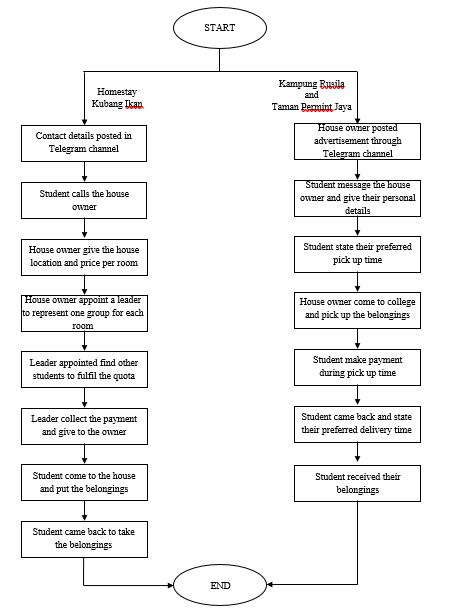 START
Homestay
Kubang Ikan
Contact details posted in
Telegram channel
Student calls the house
owner
House owner give the house
location and price per room
House owner appoint a leader
to represent one group for each
room
Leader appointed find other
students to fulfil the quota
Leader collect the payment
and give to the owner
Student come to the house
and put the belongings
Student came back to take
the belongings
Kampung Rusila
and
Taman Permint Jaya
House owner posted
advertisement through
Telegram channel
Student message the house
owner and give their personal
details
Student state their preferred
pick up time
House owner come to college
and pick up the belongings
Student make payment
during pick up time
Student came back and state
their preferred delivery time
Student received their
belongings
END